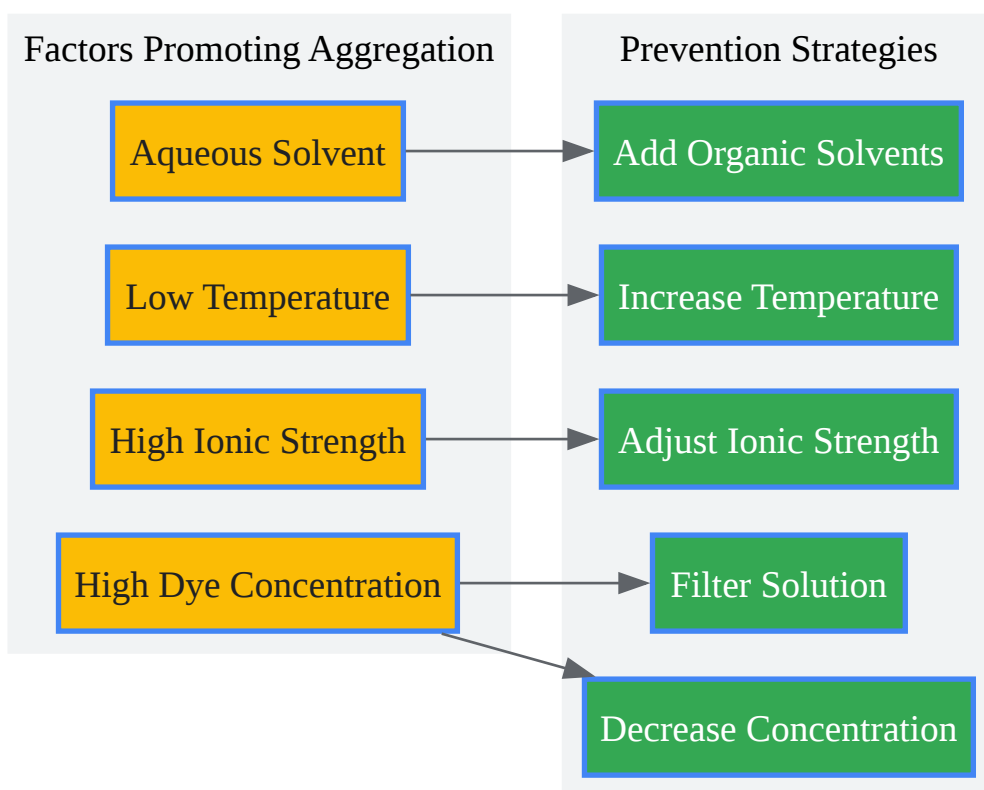 Factors Promoting Aggregation
Prevention Strategies
Aqueous Solvent
Add Organic Solvents
Low Temperature
Increase Temperature
High Ionic Strength
Adjust Ionic Strength
High Dye Concentration
Filter Solution
Decrease Concentration